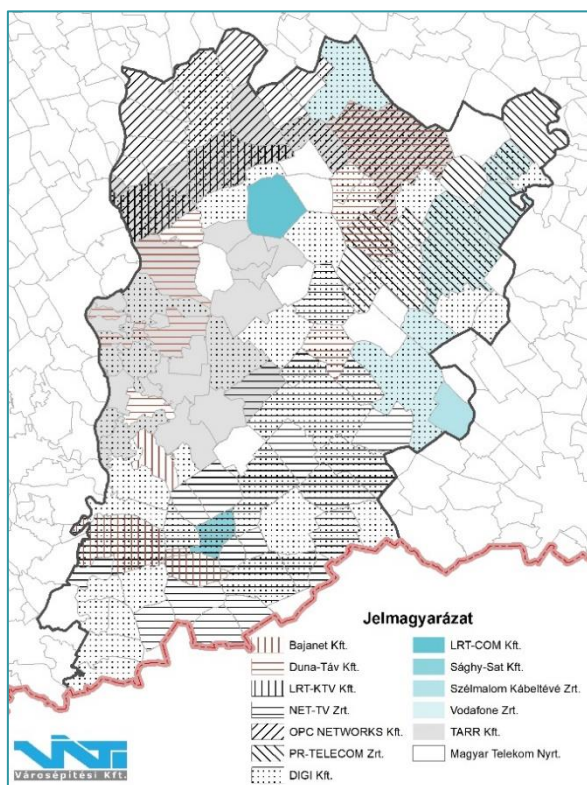 Jelmagyarázat
Bajanet Kft.
Duna-Táv Kft.
LRT-KTV Kft.
NET-TV Zrt.
OPC NETWORKS Kft.
PR-TELECOM Zrt.
DIGI Kft.
LRT-COM Kft.
Sághy-Sat Kft.
Szélmalom Kábeltévé Zrt.
Vodafone Zrt.
TARR Kft.
Magyar Telekom Nyrt.
VÁTI
Városépítési Kft.